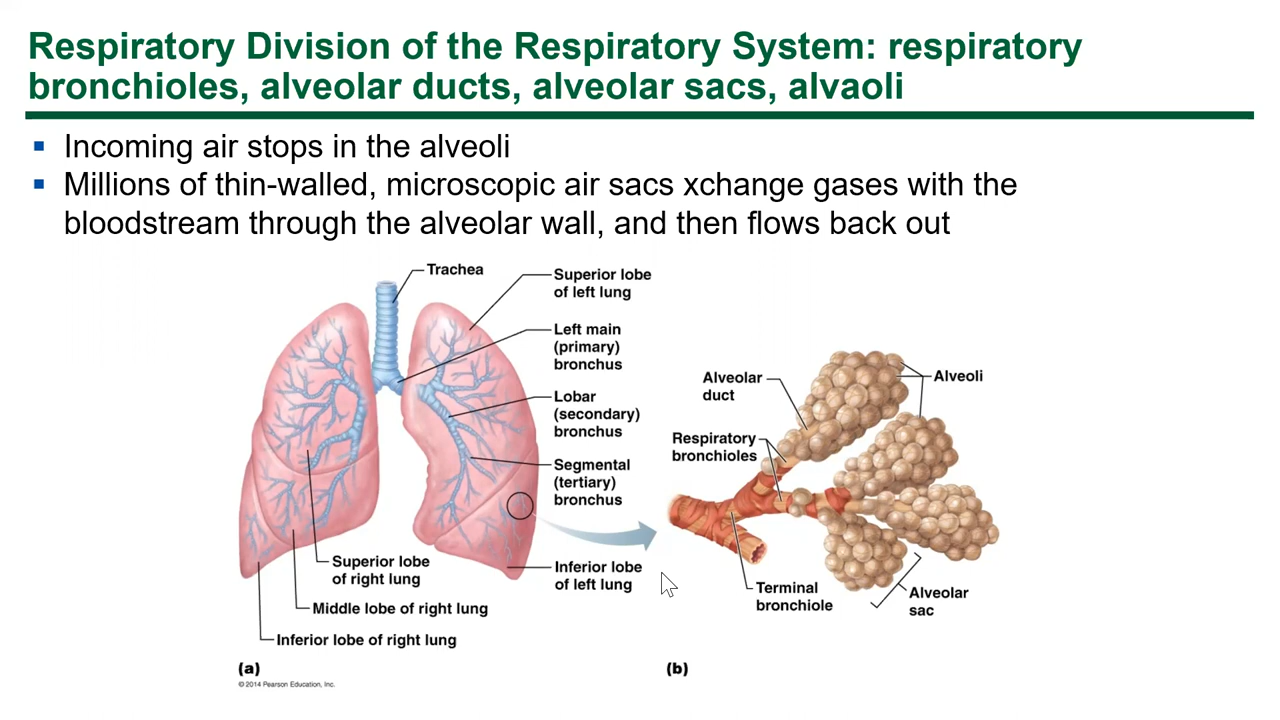 Respiratory Division of the Respiratory System: respiratory
bronchioles, alveolar ducts, alveolar sacs, alvaoli
▪ Incoming air stops in the alveoli
▪ Millions of thin-walled, microscopic air sacs xchange gases with the
bloodstream through the alveolar wall, and then flows back out
Trachea
Superior lobe
of left lung
Left main
(primary)
bronchus
Lobar
(secondary)
bronchus
Segmental
(tertiary)
bronchus
Superior lobe
of right lung
Inferior lobe
of left lung
Middle lobe of right lung
Inferior lobe of right lung
(a)
© 2014 Pearson Education, Inc.
Alveolar
duct
Alveoli
Respiratory
bronchioles
Terminal
bronchiole
Alveolar
sac
(b)